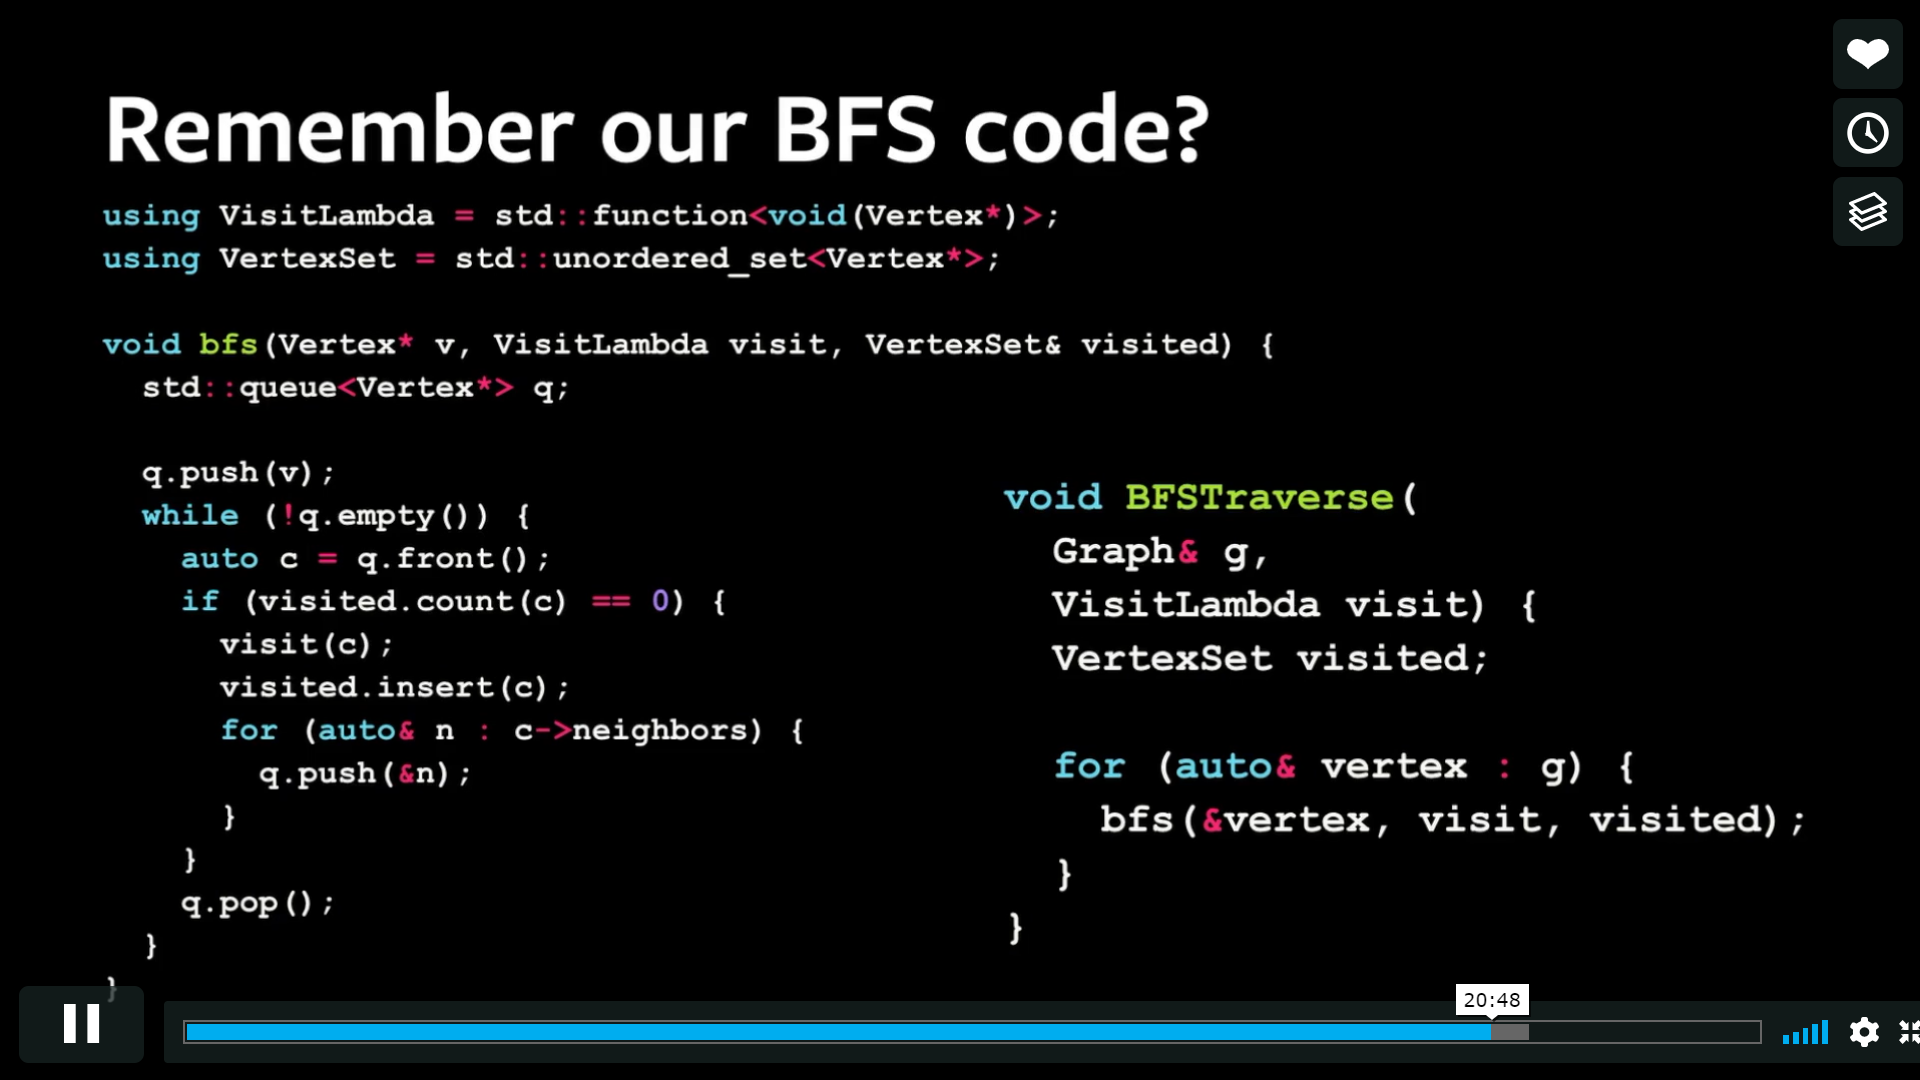 Remember our BFS code?
using VisitLambda = std::function<void(Vertex*)>;
using VertexSet = std::unordered_set<Vertex*>;
void bfs(Vertex* v, VisitLambda visit, VertexSet& visited) {
std::queue<Vertex*> q;
q.push(v);
while (!q.empty()) {
auto c = q.front();
if (visited.count(c) == 0) {
visit(c);
visited.insert(c);
for (auto& n : c->neighbors) {
q.push(&n);
}
}
q.pop();
}
}
void BFSTraverse(
Graph& g,
VisitLambda visit) {
VertexSet visited;
for (auto& vertex : g) {
bfs(&vertex, visit, visited);
}
}
20:48